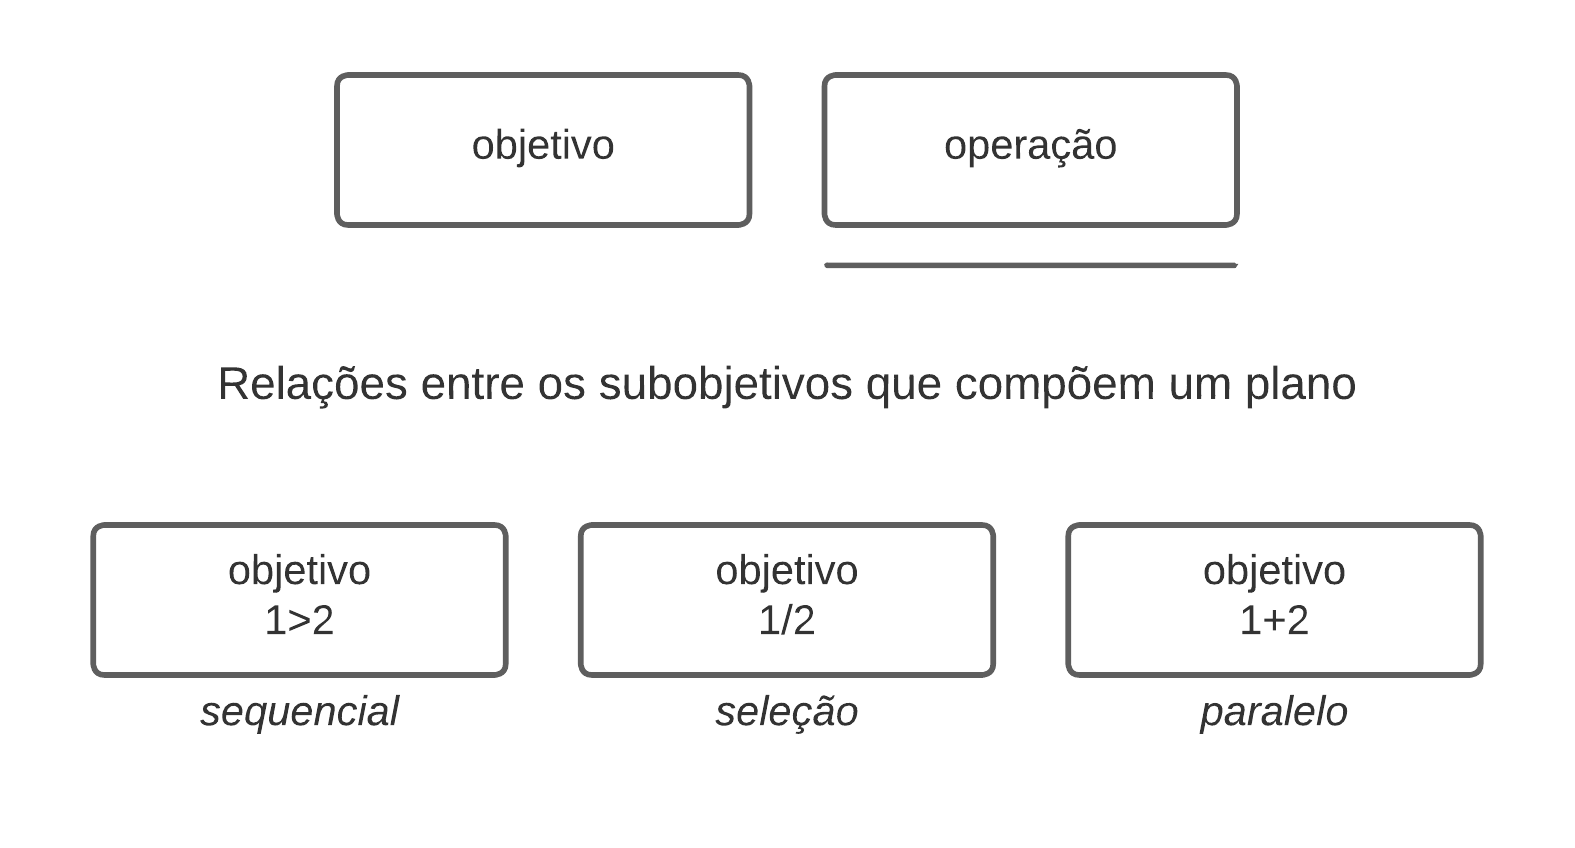 objetivo
operação
Relações entre os subobjetivos que compõem um plano
objetivo
1>2
sequencial
objetivo
1/2
seleção
objetivo
1+2
paralelo